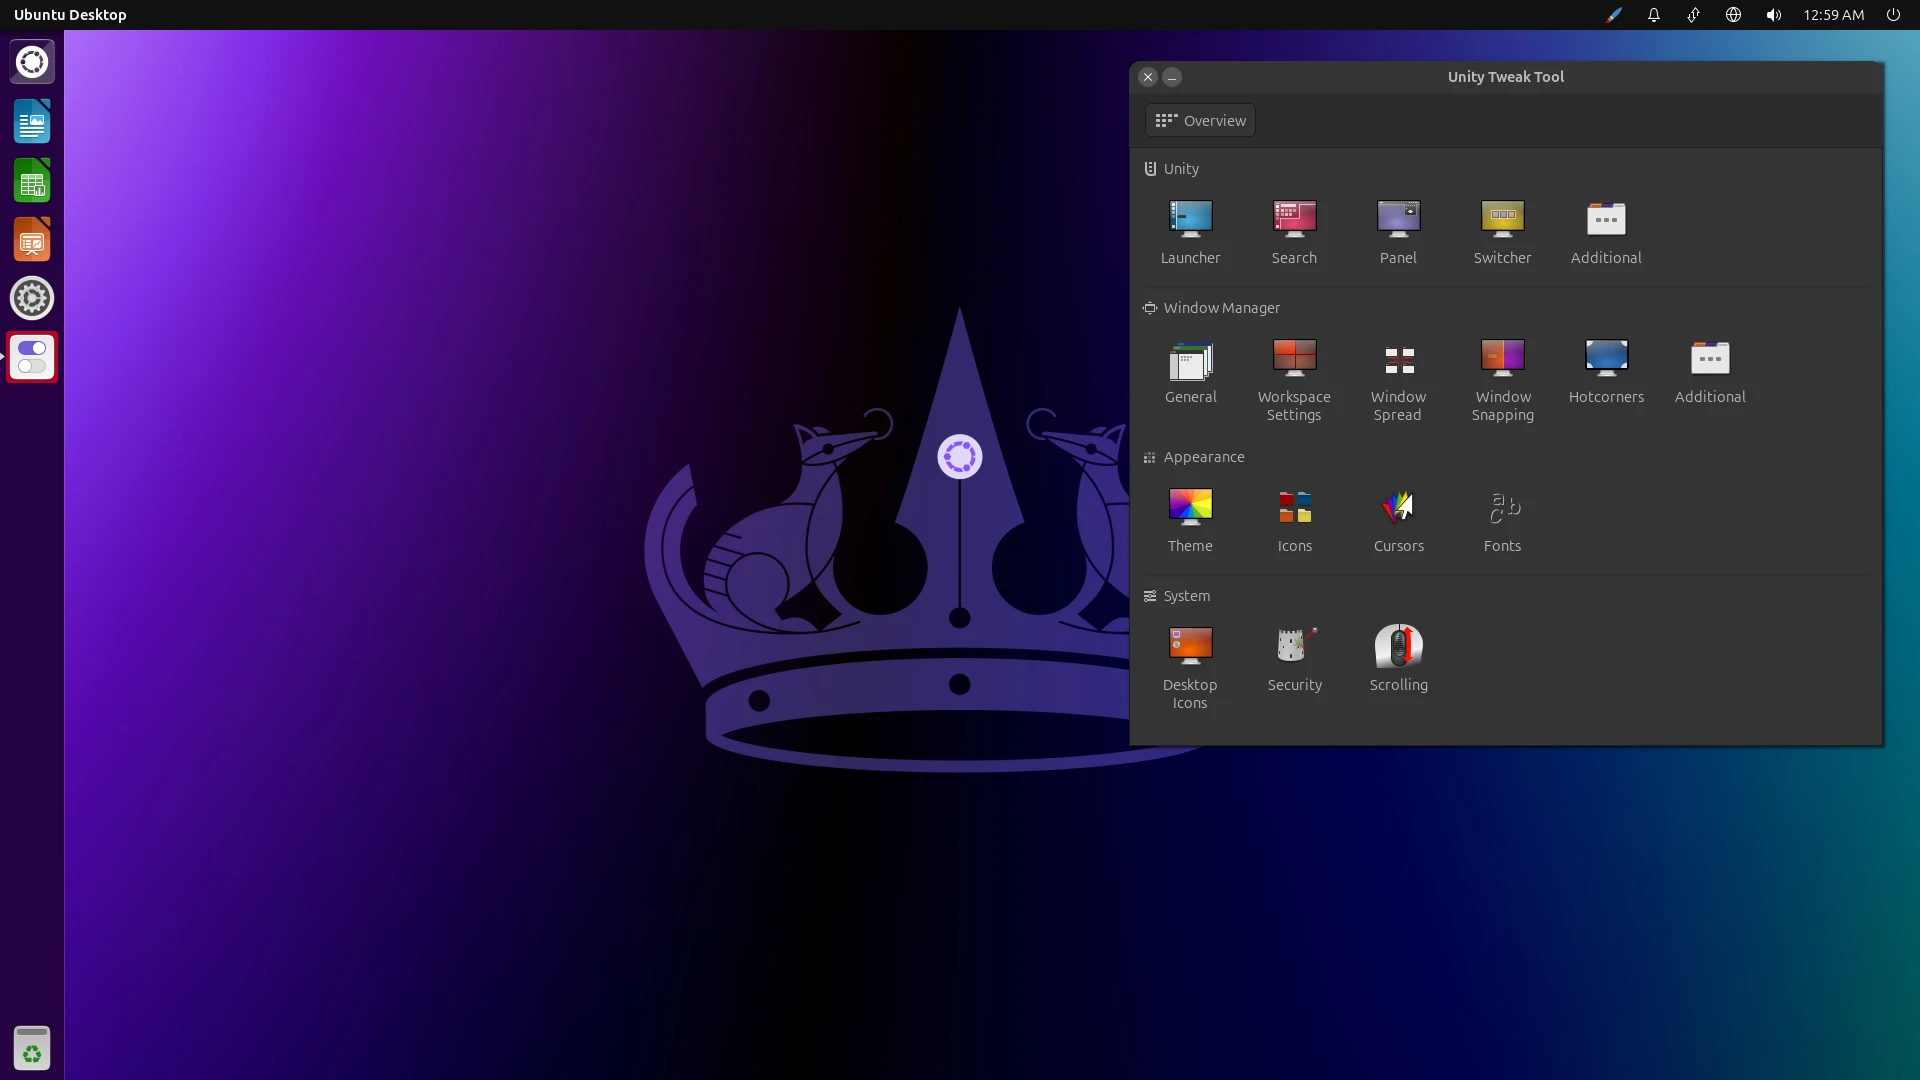 Ubuntu Desktop
12:59 AM
Unity Tweak Tool
Overview
Unity
Launcher
Search
Panel
Switcher
Additional
Window Manager
General
Workspace
Settings
Window
Spread
Window
Snapping
Hotcorners
Additional
Appearance
Theme
Icons
Cursors
a b c
Fonts
System
Desktop
Icons
Security
Scrolling